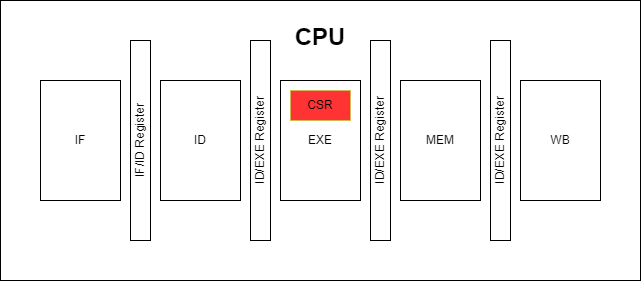 CPU
IF
IF/ID Register
ID
ID/EXE Register
CSR
EXE
ID/EXE Register
MEM
ID/EXE Register
WB